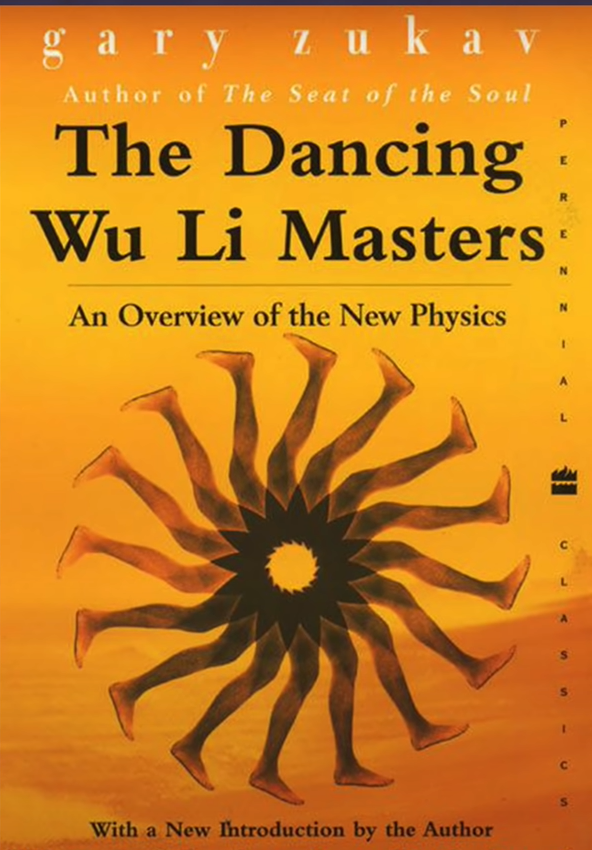 gary zukav
Author of The Seat of the Soul
The Dancing
Wu Li Masters
An Overview of the New Physics
PERENNIAL
CLASSICS
With a New Introduction by the Author